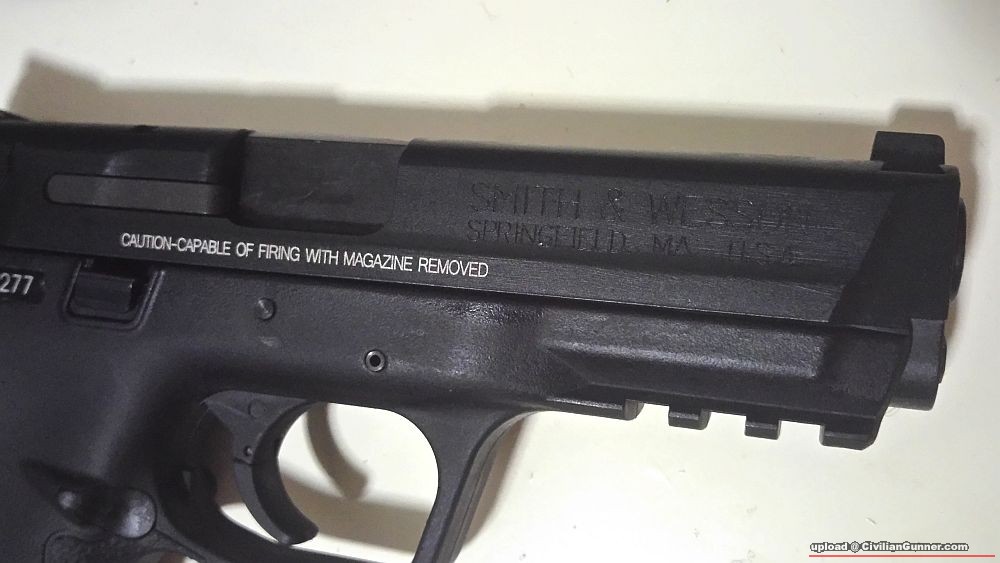 SMITH & WESSON
SPRINGFIELD, MA U.S.A.
CAUTION-CAPABLE OF FIRING WITH MAGAZINE REMOVED
277
upload @ CivilianGunner.com